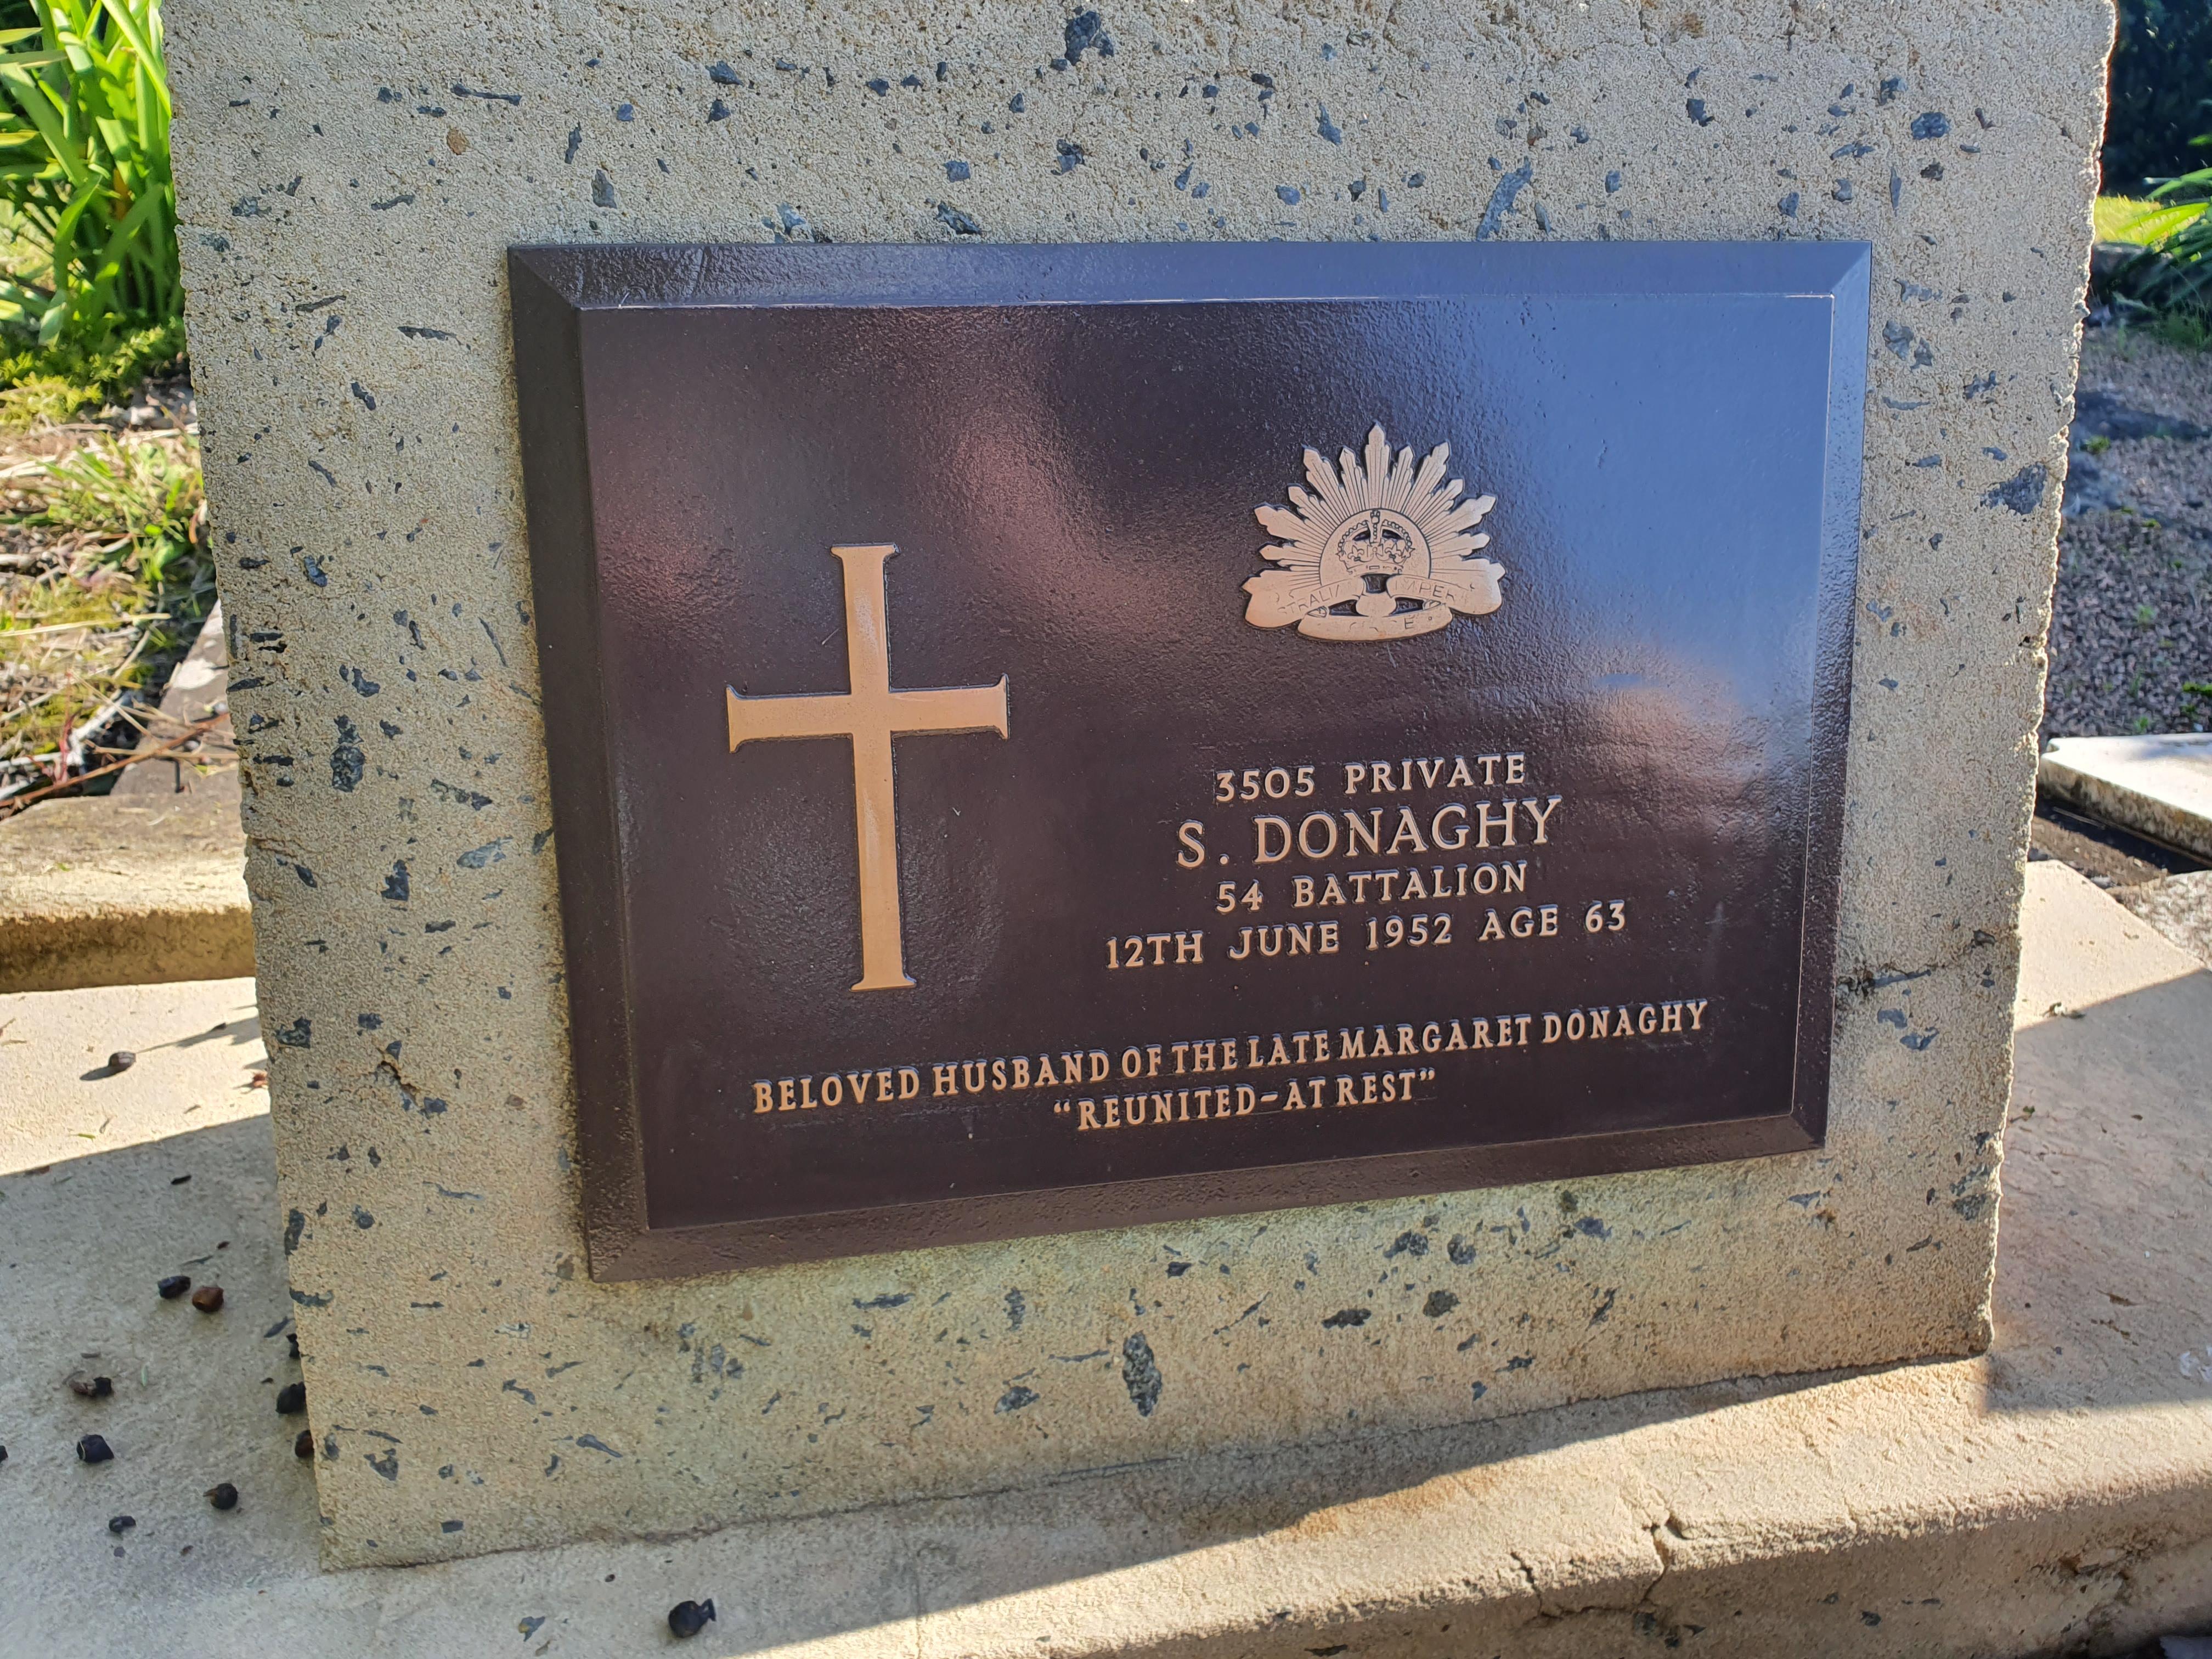 3505 PRIVATE
S. DONAGHY
54 BATTALION
12TH JUNE 1952 AGE 63
BELOVED HUSBAND OF THE LATE MARGARET DONAGHY
"REUNITED-AT REST"